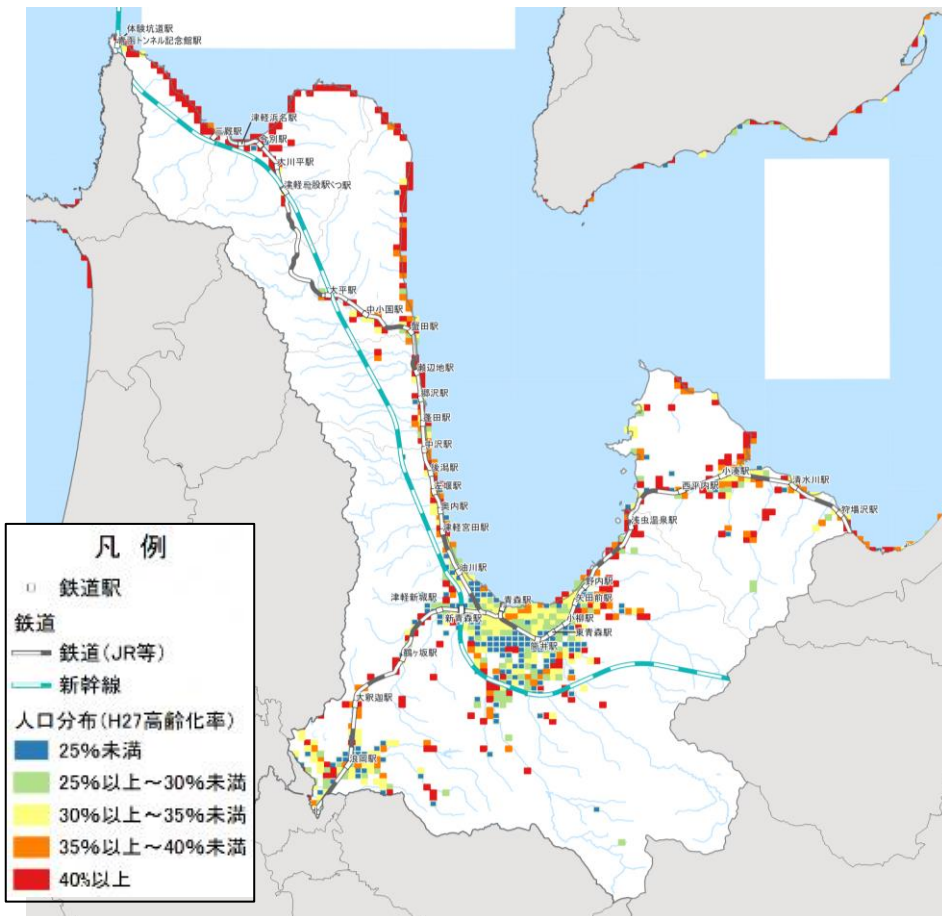 体験坑道駅
青函トンネル記念館駅
津軽浜名駅
三厩駅
今別駅
大川平駅
津軽二股駅
大平駅
中小国駅
蟹田駅
瀬辺地駅
郷沢駅
蓬田駅
中沢駅
後潟駅
左堰駅
奥内駅
津軽宮田駅
油川駅
津軽新城駅
新青森駅
青森駅
筒井駅
東青森駅
小柳駅
矢田前駅
野内駅
浅虫温泉駅
西平内駅
小湊駅
清水川駅
狩場沢駅
鶴ヶ坂駅
大釈迦駅
浪岡駅
凡 例
鉄道駅
鉄道
鉄道(JR等)
新幹線
人口分布(H27高齢化率)
25%未満
25%以上~30%未満
30%以上~35%未満
35%以上~40%未満
40%以上